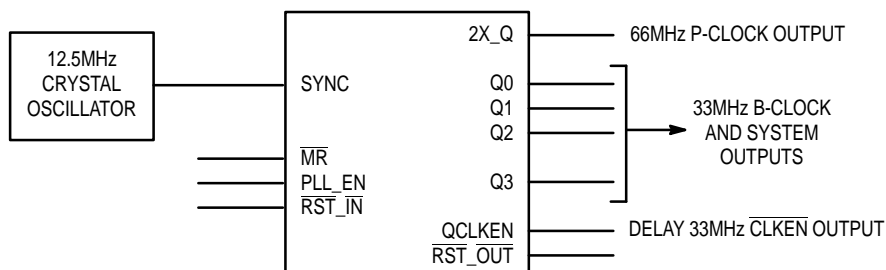 12.5MHz
CRYSTAL
OSCILLATOR
SYNC
MR
PLL_EN
RST_IN
2X_Q
Q0
Q1
Q2
Q3
QCLKEN
RST_OUT
66MHz P-CLOCK OUTPUT
33MHz B-CLOCK
AND SYSTEM
OUTPUTS
DELAY 33MHz CLKEN OUTPUT